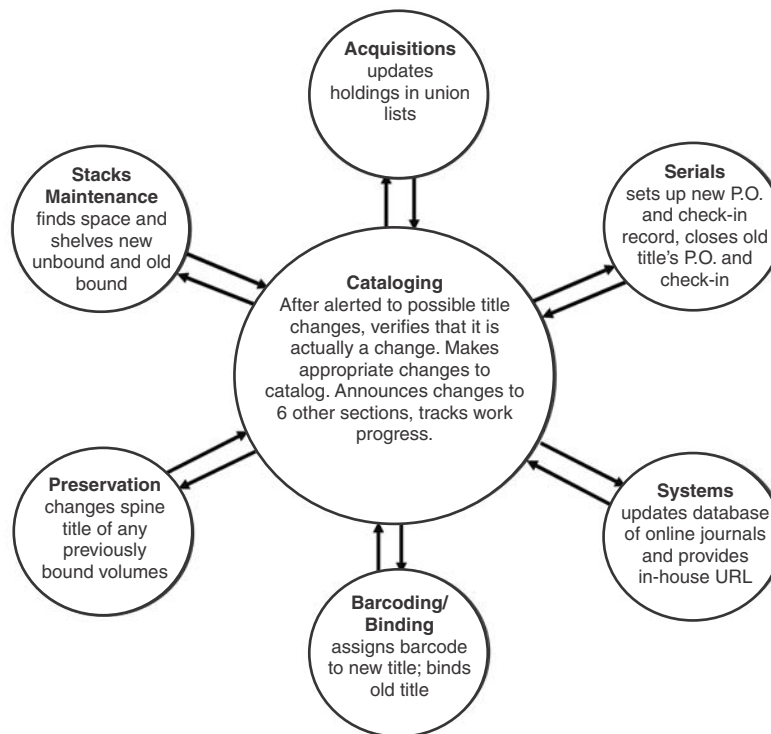 Acquisitions
updates
holdings in union
lists
Stacks
Maintenance
finds space and
shelves new
unbound and old
bound
Serials
sets up new P.O.
and check-in
record, closes old
title's P.O. and
check-in
Cataloging
After alerted to possible title
changes, verifies that it is
actually a change. Makes
appropriate changes to
catalog. Announces changes to
6 other sections, tracks work
progress.
Preservation
changes spine
title of any
previously
bound volumes
Systems
updates database
of online journals
and provides
in-house URL
Barcoding/
Binding
assigns barcode
to new title; binds
old title